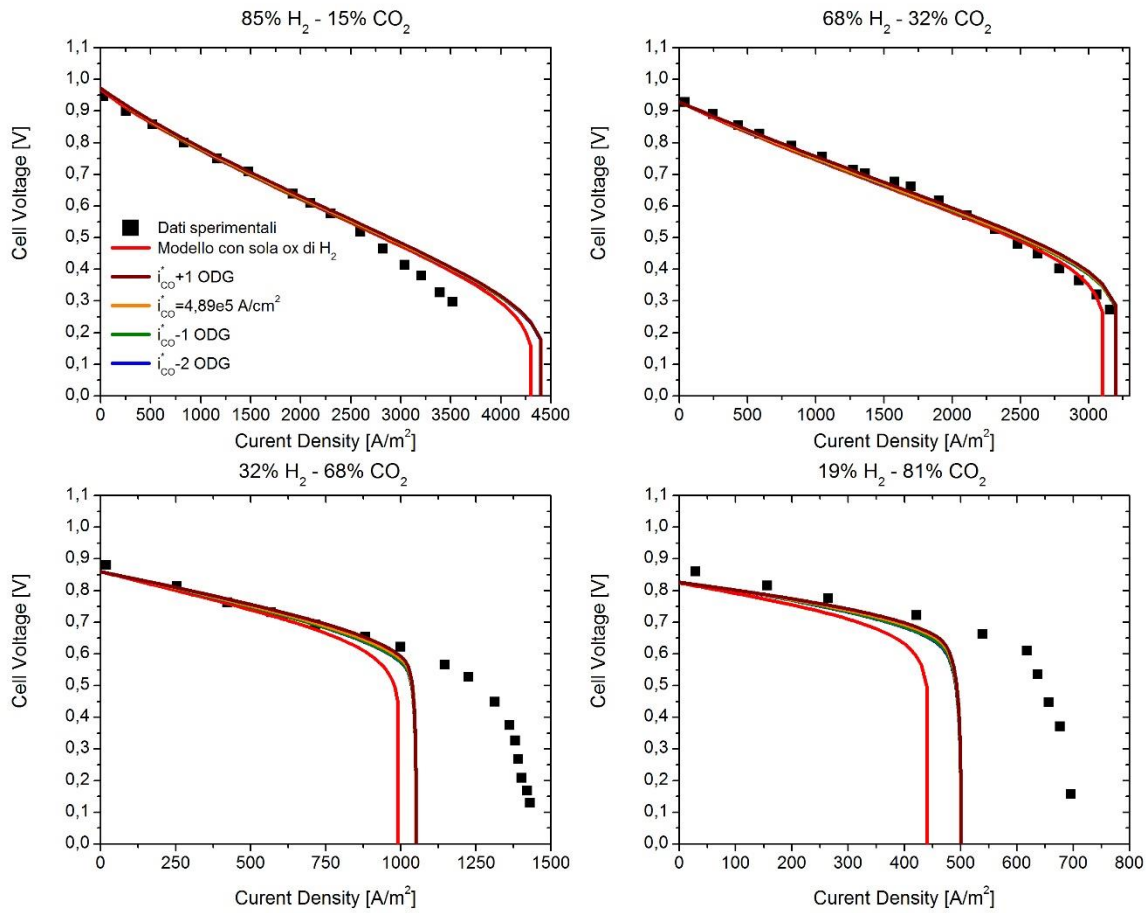 85% H₂ - 15% CO₂
1,1
1,0
0,9
0,8
0,7
0,6
0,5
0,4
0,3
0,2
0,1
0,0
Cell Voltage [V]
Dati sperimentali
Modello con sola ox di H₂
i*CO+1 ODG
i*CO=4,89e5 A/cm²
i*CO-1 ODG
i*CO-2 ODG
0 500 1000 1500 2000 2500 3000 3500 4000 4500
Curent Density [A/m²]
68% H₂ - 32% CO₂
1,1
1,0
0,9
0,8
0,7
0,6
0,5
0,4
0,3
0,2
0,1
0,0
Cell Voltage [V]
0 500 1000 1500 2000 2500 3000
Curent Density [A/m²]
32% H₂ - 68% CO₂
1,1
1,0
0,9
0,8
0,7
0,6
0,5
0,4
0,3
0,2
0,1
0,0
Cell Voltage [V]
0 250 500 750 1000 1250 1500
Curent Density [A/m²]
19% H₂ - 81% CO₂
1,1
1,0
0,9
0,8
0,7
0,6
0,5
0,4
0,3
0,2
0,1
0,0
Cell Voltage [V]
0 100 200 300 400 500 600 700 800
Curent Density [A/m²]